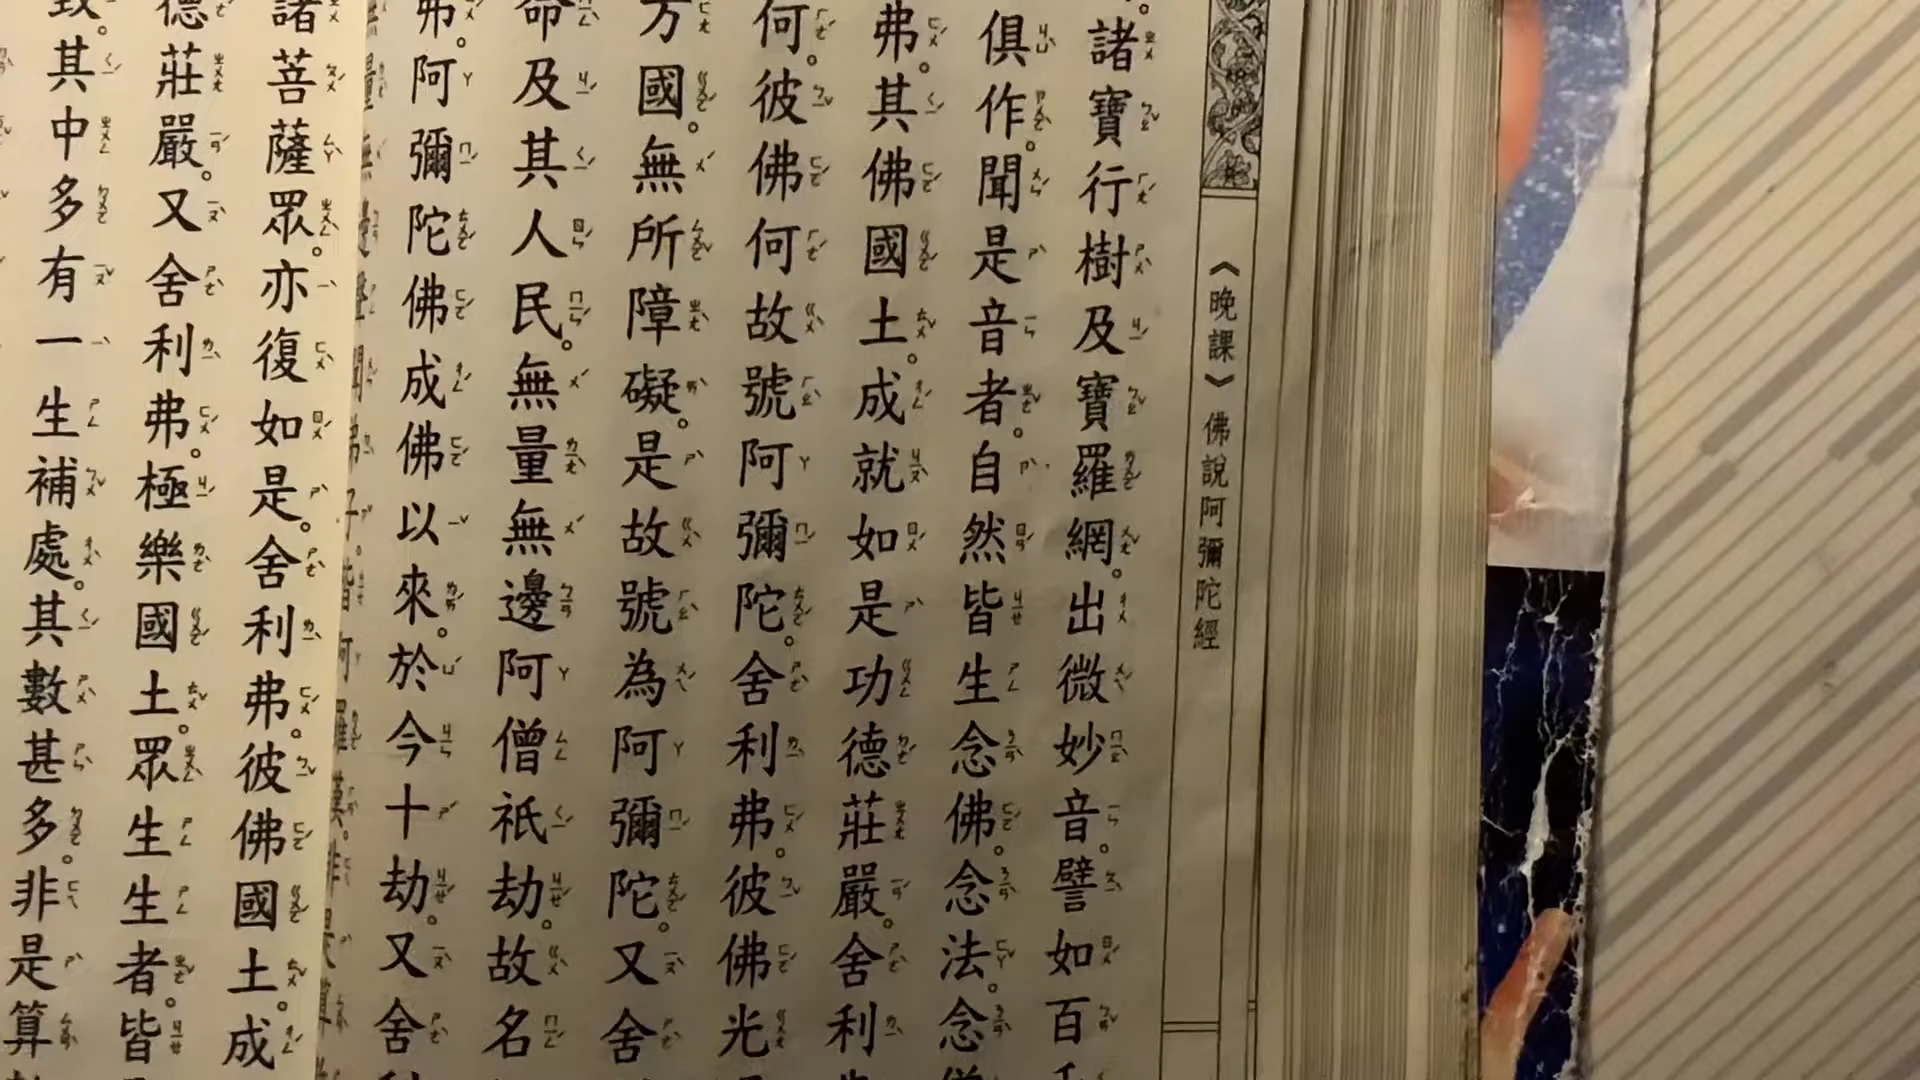 諸寶行樹及寶羅網。出微妙音。譬如百
俱作。聞是音者。自然皆生念佛。念法。念
弗。其佛國土。成就如是功德莊嚴。舍利
何。彼佛何故號阿彌陀。舍利弗。彼佛光
方國。無所障礙。是故號為阿彌陀。又舍
命及其人民。無量無邊阿僧祇劫。故名
弗。阿彌陀佛成佛以來。於今十劫。又舍
諸菩薩眾。亦復如是。舍利弗。彼佛國土。成
德莊嚴。又舍利弗。極樂國土。眾生生者。皆
致。其中多有一生補處。其數甚多。非是算
《晚課》佛說阿彌陀經